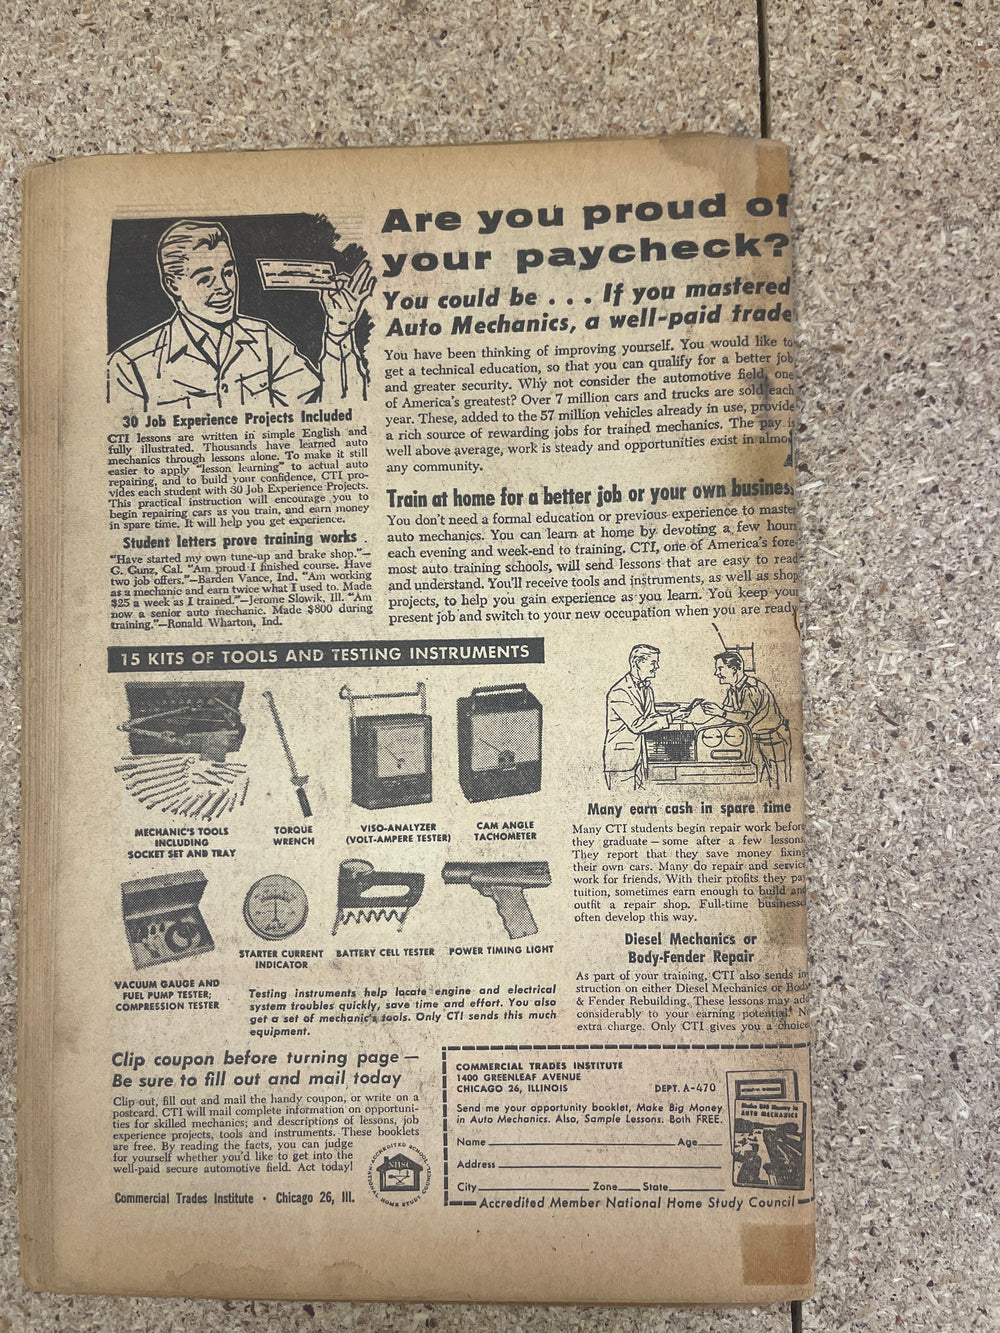 Are you proud of
your paycheck?
You could be . . . If you mastered
Auto Mechanics, a well-paid trade
You have been thinking of improving yourself. You would like to
get a technical education, so that you can qualify for a better job
and greater security. Why not consider the automotive field, one
of America's greatest? Over 7 million cars and trucks are sold each
year. These, added to the 57 million vehicles already in use, provide
a rich source of rewarding jobs for trained mechanics. The pay is
well above average, work is steady and opportunities exist in almo
any community.
Train at home for a better job or your own busines
You don't need a formal education or previous experience to master
auto mechanics. You can learn at home by devoting a few hours
each evening and week-end to training. CTI, one of America's fore-
most auto training schools, will send lessons that are easy to read
and understand. You'll receive tools and instruments, as well as shop
projects, to help you gain experience as you learn. You keep your
present job and switch to your new occupation when you are ready
30 Job Experience Projects Included
CTI lessons are written in simple English and
fully illustrated. Thousands have learned auto
mechanics through lessons alone. To make it still
easier to apply "lesson learning" to actual auto
repairing, and to build your confidence, CTI pro-
vides each student with 30 Job Experience Projects.
This practical instruction will encourage you to
begin repairing cars as you train, and earn money
in spare time. It will help you get experience.
Student letters prove training works
"Have started my own tune-up and brake shop."—
G. Gunz, Cal. "Am proud I finished course. Have
two job offers."—Barden Vance, Ind. "Am working
as a mechanic and earn twice what I used to. Made
$25 a week as I trained."—Jerome Slowik, Ill. "Am
now a senior auto mechanic. Made $800 during
training."—Ronald Wharton, Ind.
15 KITS OF TOOLS AND TESTING INSTRUMENTS
MECHANIC'S TOOLS
INCLUDING
SOCKET SET AND TRAY
TORQUE
WRENCH
VISO-ANALYZER
(VOLT-AMPERE TESTER)
CAM ANGLE
TACHOMETER
VACUUM GAUGE AND
FUEL PUMP TESTER;
COMPRESSION TESTER
STARTER CURRENT
INDICATOR
BATTERY CELL TESTER
POWER TIMING LIGHT
Testing instruments help locate engine and electrical
system troubles quickly, save time and effort. You also
get a set of mechanic's tools. Only CTI sends this much
equipment.
Many earn cash in spare time
Many CTI students begin repair work before
they graduate — some after a few lessons
They report that they save money fixing
their own cars. Many do repair and servic
work for friends. With their profits they pay
tuition, sometimes earn enough to build and
outfit a repair shop. Full-time businesse
often develop this way.
Diesel Mechanics or
Body-Fender Repair
As part of your training, CTI also sends in
struction on either Diesel Mechanics or Body
& Fender Rebuilding. These lessons may add
considerably to your earning potential! N
extra charge. Only CTI gives you a choice
Clip coupon before turning page —
Be sure to fill out and mail today
Clip out, fill out and mail the handy coupon, or write on a
postcard. CTI will mail complete information on opportuni-
ties for skilled mechanics; and descriptions of lessons, job
experience projects, tools and instruments. These booklets
are free. By reading the facts, you can judge
for yourself whether you'd like to get into the
well-paid secure automotive field. Act today!
Commercial Trades Institute · Chicago 26, Ill.
ACCREDITED SCHOOL
NHSC
NATIONAL HOME STUDY COUNCIL
COMMERCIAL TRADES INSTITUTE
1400 GREENLEAF AVENUE
CHICAGO 26, ILLINOIS DEPT. A-470
Send me your opportunity booklet, Make Big Money
in Auto Mechanics. Also, Sample Lessons. Both FREE.
Name Age
Address
City Zone State
Make BIG Money in
AUTO MECHANICS
Accredited Member National Home Study Council